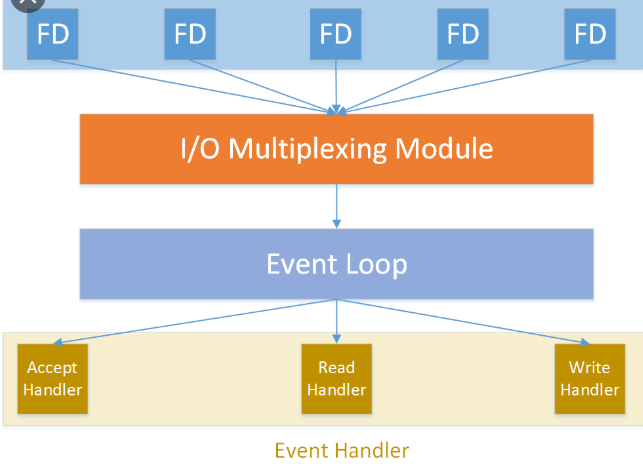 FD FD FD FD FD
I/O Multiplexing Module
Event Loop
Accept
Handler
Read
Handler
Write
Handler
Event Handler